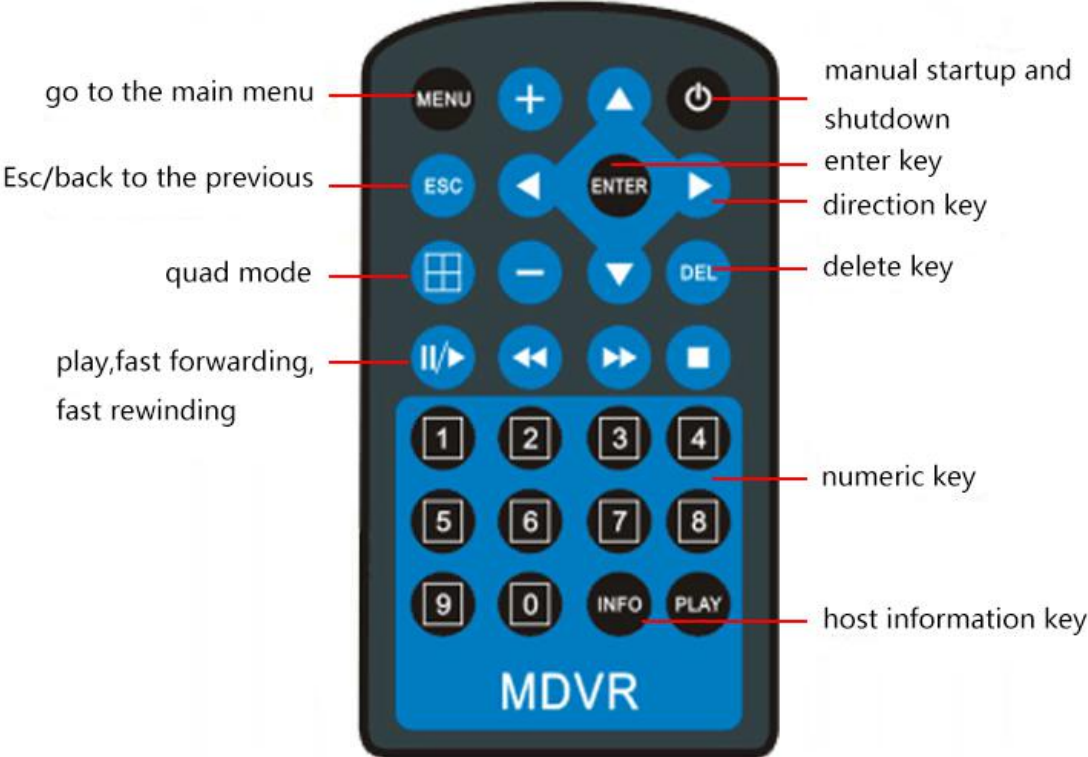 go to the main menu
MENU
+
manual startup and
shutdown
Esc/back to the previous
ESC
ENTER
enter key
direction key
quad mode
−
DEL
delete key
play,fast forwarding,
fast rewinding
1 2 3 4
numeric key
5 6 7 8
9 0 INFO PLAY
host information key
MDVR